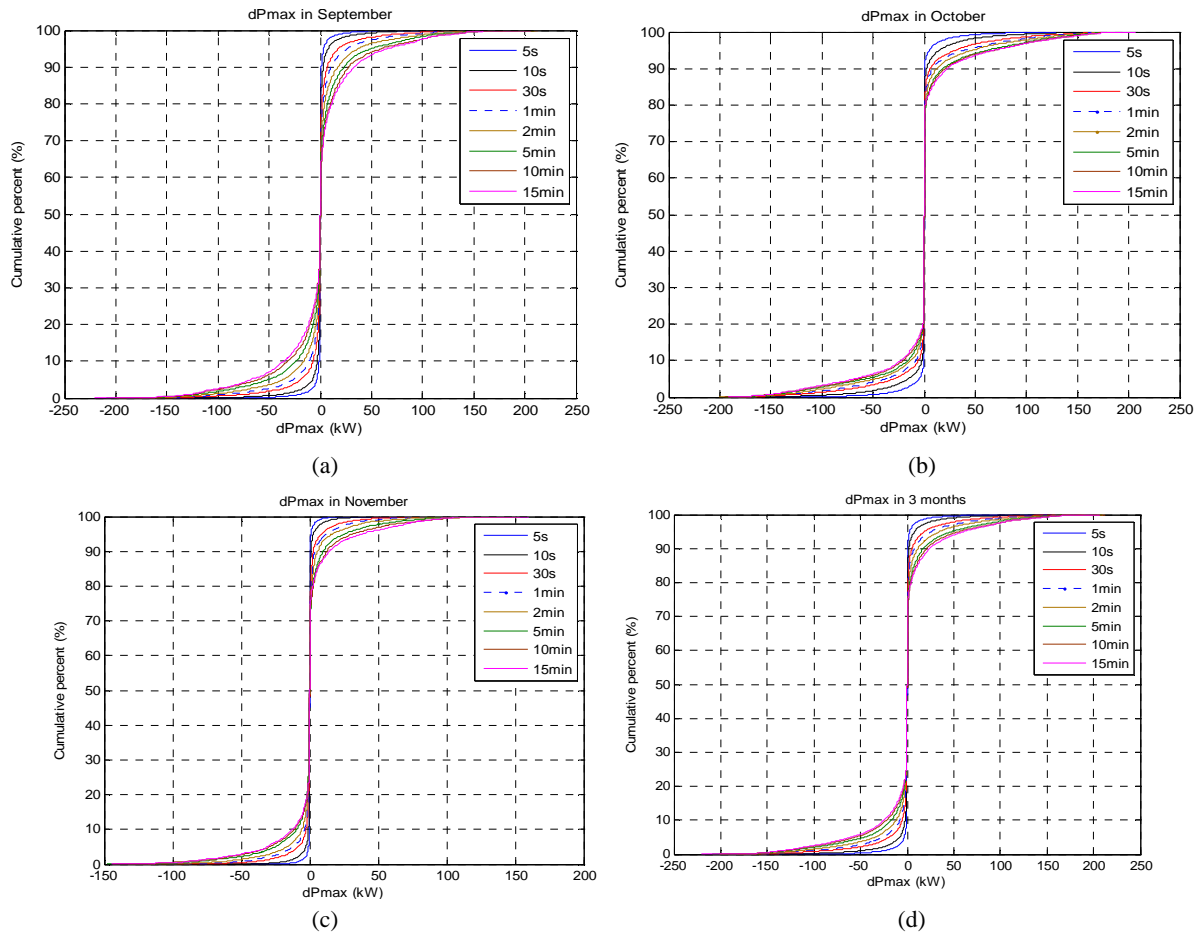 dPmax in September
100
90
80
70
60
50
40
30
20
10
0
Cumulative percent (%)
5s
10s
30s
1min
2min
5min
10min
15min
-250 -200 -150 -100 -50 0 50 100 150 200 250
dPmax (kW)
(a)
dPmax in October
100
90
80
70
60
50
40
30
20
10
0
Cumulative percent (%)
5s
10s
30s
1min
2min
5min
10min
15min
-250 -200 -150 -100 -50 0 50 100 150 200 250
dPmax (kW)
(b)
dPmax in November
100
90
80
70
60
50
40
30
20
10
0
Cumulative percent (%)
5s
10s
30s
1min
2min
5min
10min
15min
-150 -100 -50 0 50 100 150 200
dPmax (kW)
(c)
dPmax in 3 months
100
90
80
70
60
50
40
30
20
10
0
Cumulative percent (%)
5s
10s
30s
1min
2min
5min
10min
15min
-250 -200 -150 -100 -50 0 50 100 150 200 250
dPmax (kW)
(d)